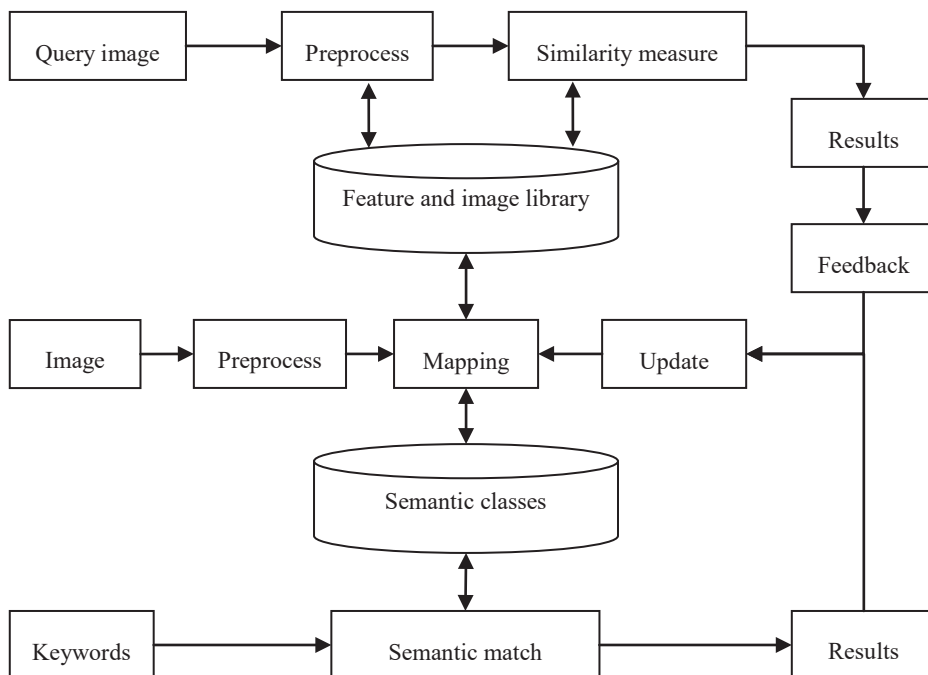 Query image
Preprocess
Similarity measure
Results
Feature and image library
Feedback
Image
Preprocess
Mapping
Update
Semantic classes
Keywords
Semantic match
Results